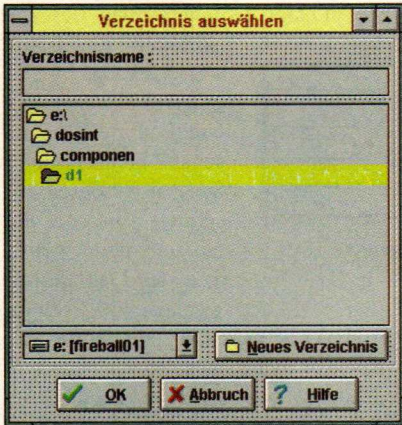 Verzeichnis auswählen
Verzeichnisname :
e:\
dosint
componen
d1
e: [fireball01]
Neues Verzeichnis
OK
Abbruch
Hilfe